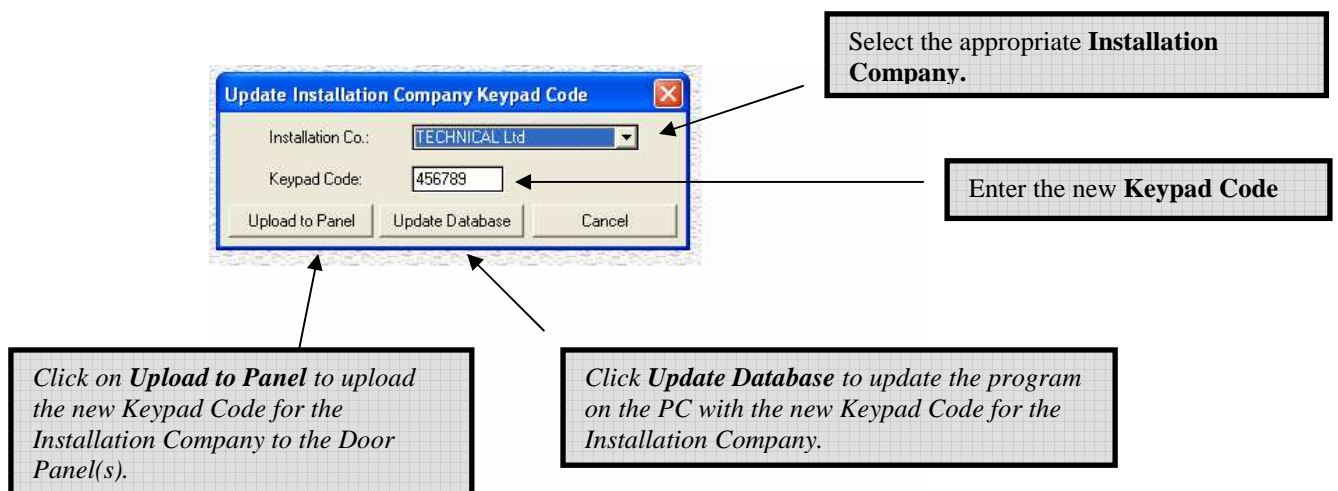 Select the appropriate Installation
Company.
Update Installation Company Keypad Code
Installation Co.: TECHNICAL Ltd
Keypad Code: 456789
Enter the new Keypad Code
Upload to Panel Update Database Cancel
Click on Upload to Panel to upload
the new Keypad Code for the
Installation Company to the Door
Panel(s).
Click Update Database to update the program
on the PC with the new Keypad Code for the
Installation Company.